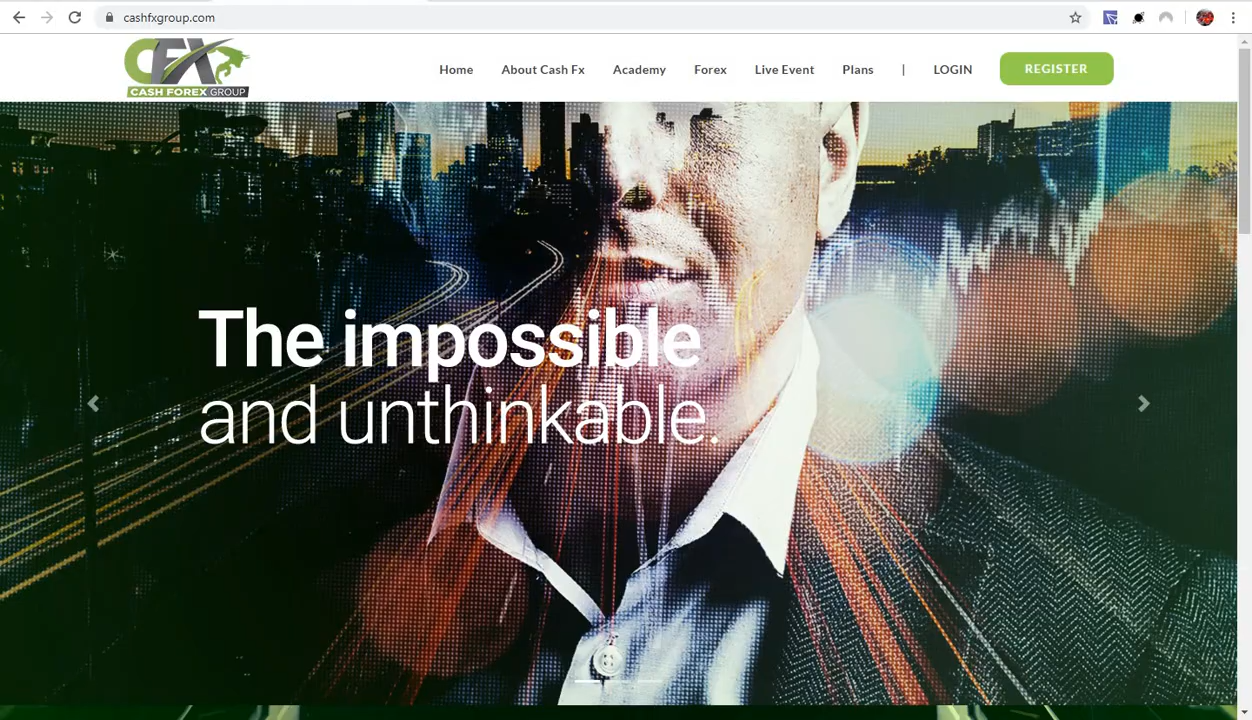 cashfxgroup.com
CFX
CASH FOREX GROUP
Home
About Cash Fx
Academy
Forex
Live Event
Plans
|
LOGIN
REGISTER
The impossible
and unthinkable.